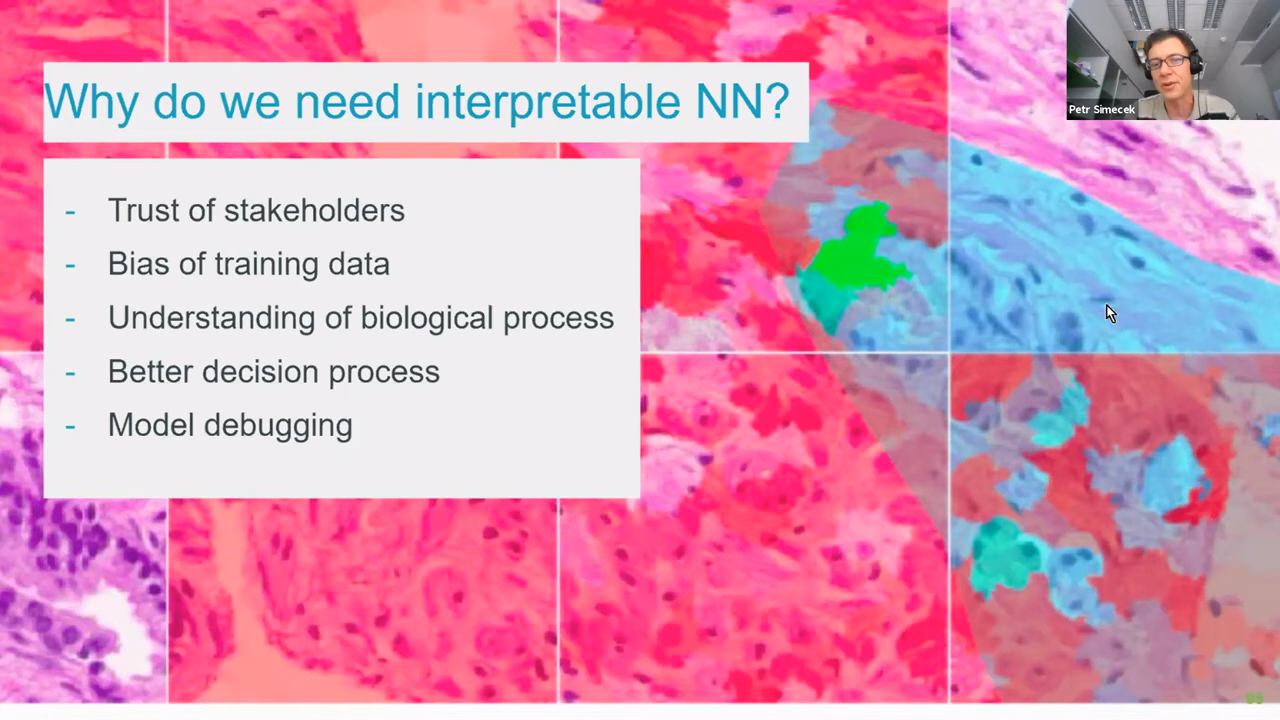 Why do we need interpretable NN?
- Trust of stakeholders
- Bias of training data
- Understanding of biological process
- Better decision process
- Model debugging
Petr Simecek